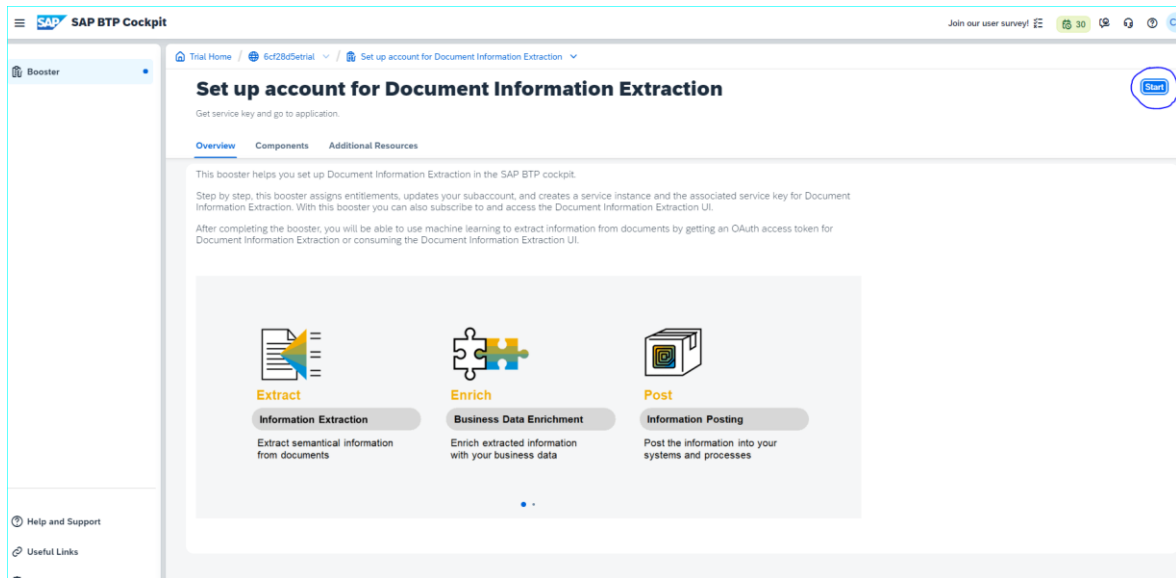 SAP SAP BTP Cockpit
Join our user survey!
30
Booster
Trial Home / 6cf28d5etrial / Set up account for Document Information Extraction
Set up account for Document Information Extraction
Start
Get service key and go to application.
Overview Components Additional Resources
This booster helps you set up Document Information Extraction in the SAP BTP cockpit.
Step by step, this booster assigns entitlements, updates your subaccount, and creates a service instance and the associated service key for Document
Information Extraction. With this booster you can also subscribe to and access the Document Information Extraction UI.
After completing the booster, you will be able to use machine learning to extract information from documents by getting an OAuth access token for
Document Information Extraction or consuming the Document Information Extraction UI.
Extract
Information Extraction
Extract semantical information
from documents
Enrich
Business Data Enrichment
Enrich extracted information
with your business data
Post
Information Posting
Post the information into your
systems and processes
Help and Support
Useful Links